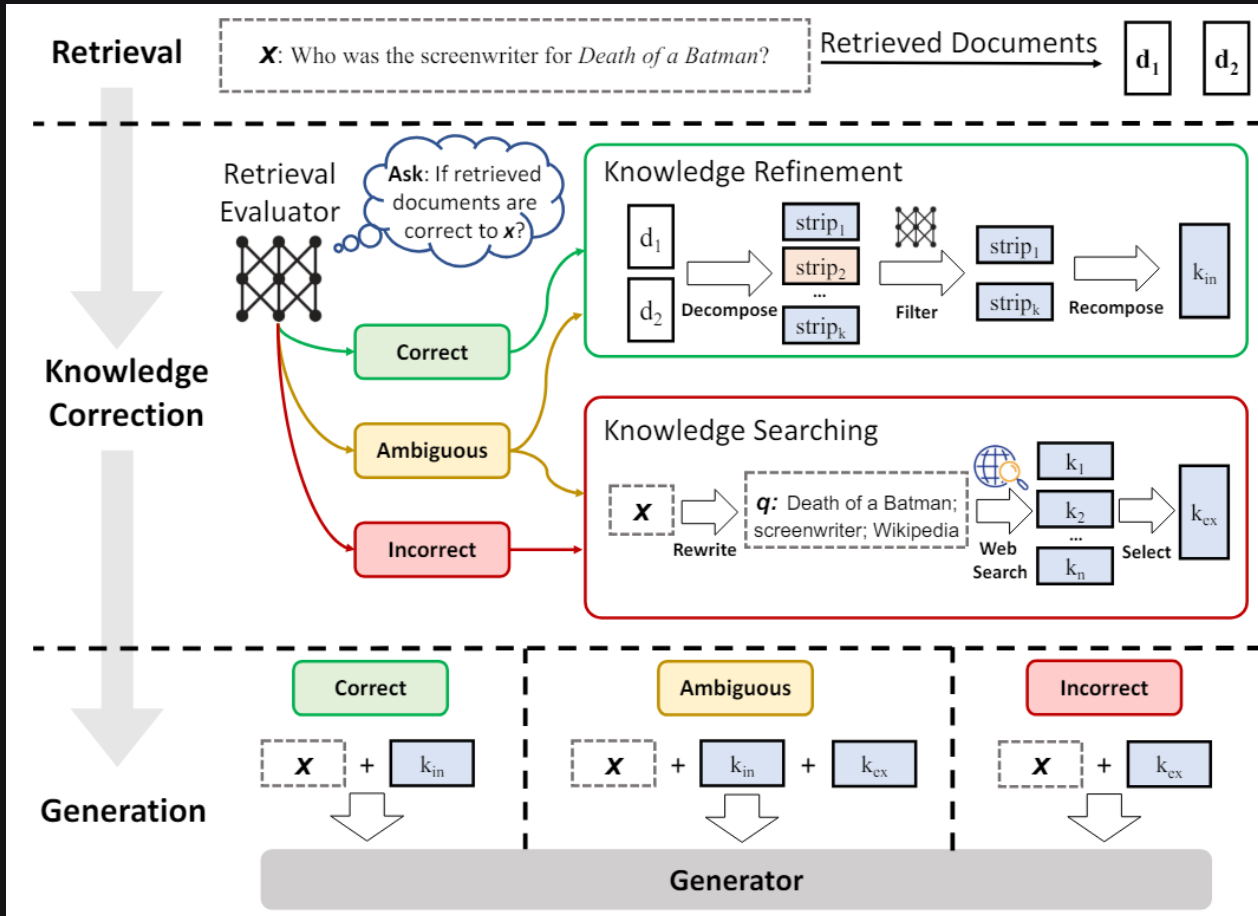 Retrieval
x: Who was the screenwriter for Death of a Batman?
Retrieved Documents
d1
d2
Retrieval
Evaluator
Ask: If retrieved
documents are
correct to x?
Knowledge
Correction
Correct
Ambiguous
Incorrect
Knowledge Refinement
d1
d2
Decompose
strip1
strip2
...
stripk
Filter
strip1
stripk
Recompose
kin
Knowledge Searching
x
Rewrite
q: Death of a Batman;
screenwriter; Wikipedia
Web
Search
k1
k2
...
kn
Select
kex
Generation
Correct
x + kin
Ambiguous
x + kin + kex
Incorrect
x + kex
Generator